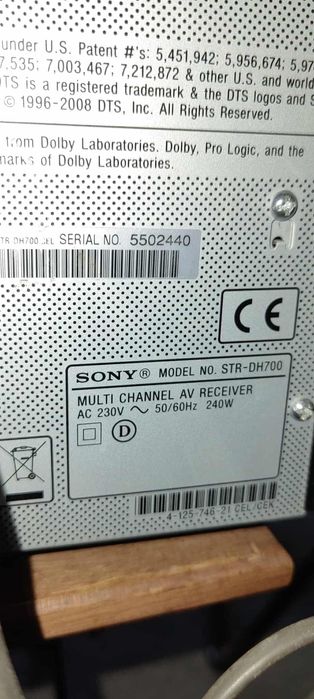 under U.S. Patent #'s: 5,451,942; 5,956,674; 5,97
7,535; 7,003,467; 7,212,872 & other U.S. and world
DTS is a registered trademark & the DTS logos and S
© 1996-2008 DTS, Inc. All Rights Reserved.
from Dolby Laboratories. Dolby, Pro Logic, and the
marks of Dolby Laboratories.
STR-DH700 CEL SERIAL NO. 5502440
CE
SONY® MODEL NO. STR-DH700
MULTI CHANNEL AV RECEIVER
AC 230V ~ 50/60Hz 240W
D
4-125-746-21 CEL/CEK